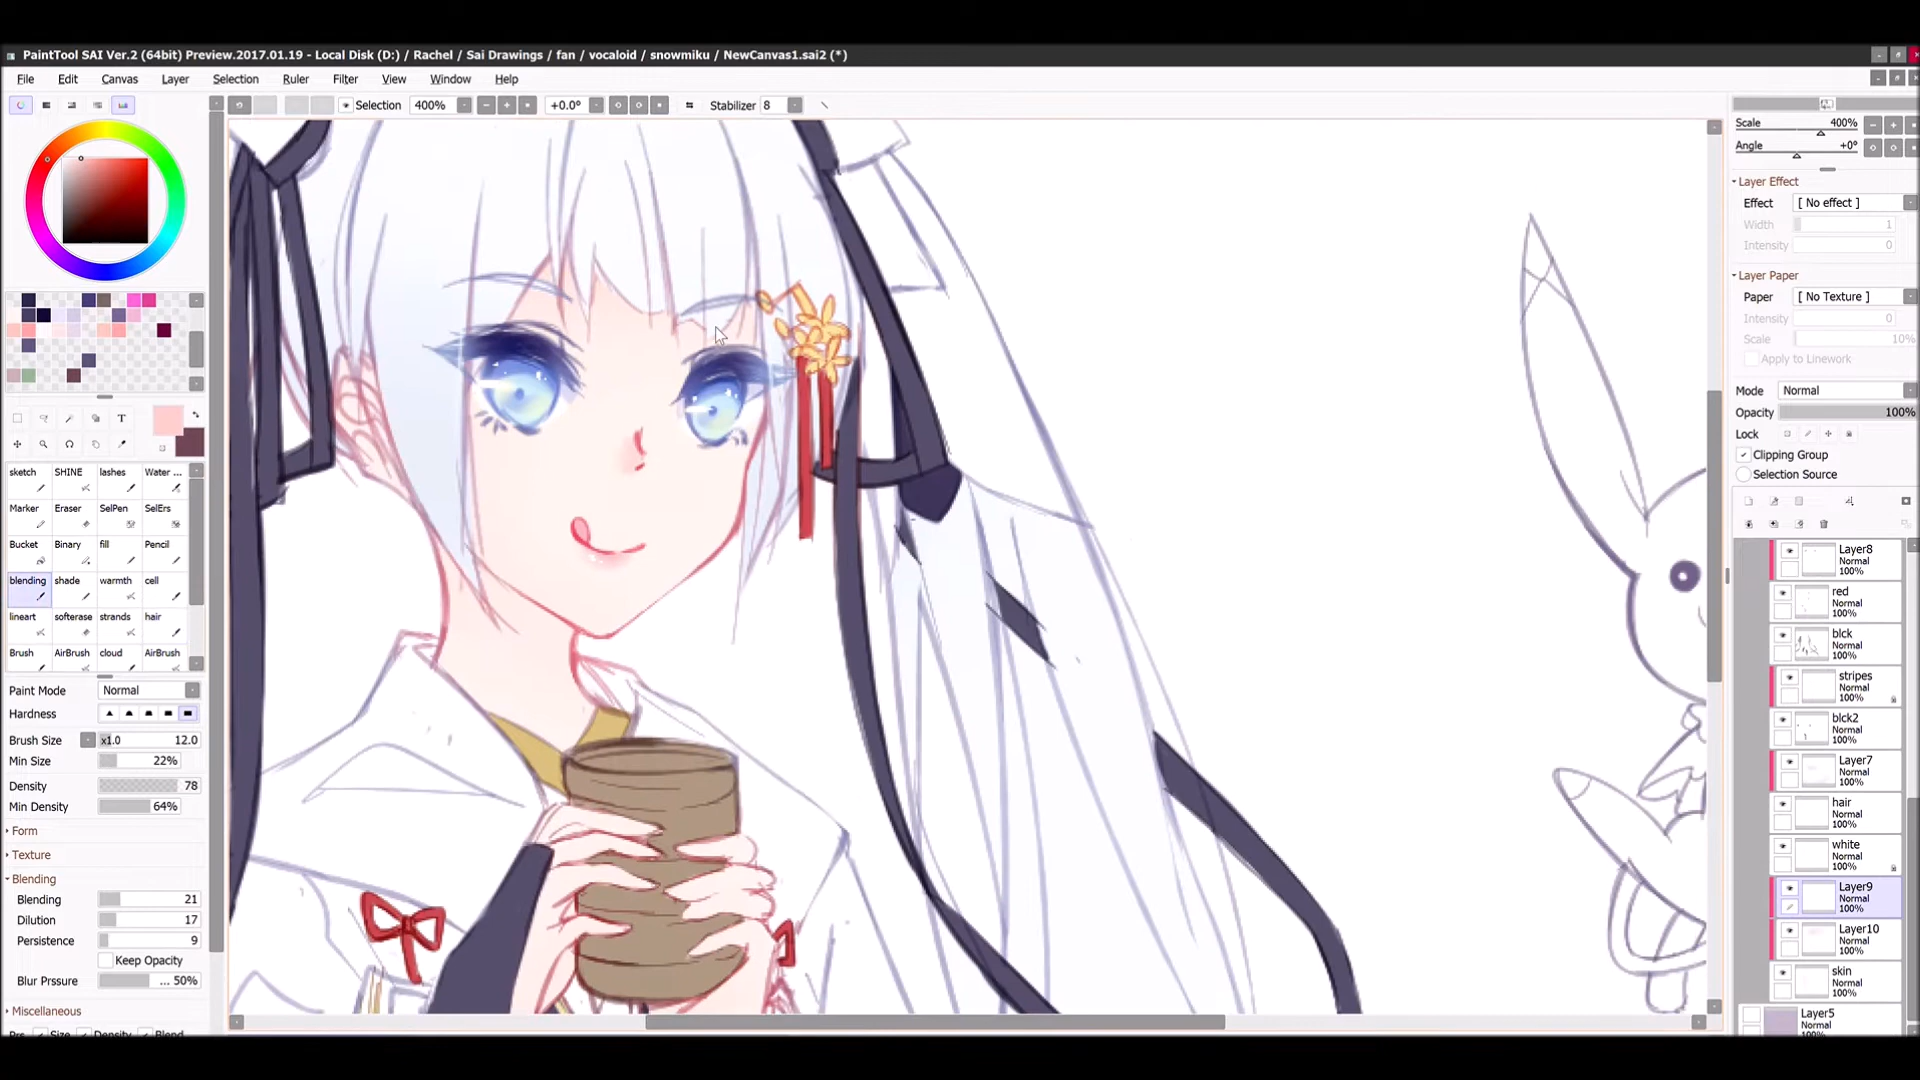 PaintTool SAI Ver.2 (64bit) Preview.2017.01.19 - Local Disk (D:) / Rachel / Sai Drawings / fan / vocaloid / snowmiku / NewCanvas1.sai2 (*)
File Edit Canvas Layer Selection Ruler Filter View Window Help
Selection 400% +0.0° Stabilizer 8
Scale 400%
Angle +0°
Layer Effect
Effect [ No effect ]
Width 1
Intensity 0
Layer Paper
Paper [ No Texture ]
Intensity 0
Scale 10%
Apply to Linework
Mode Normal
Opacity 100%
Lock
Clipping Group
Selection Source
T
sketch SHINE lashes Water ...
Marker Eraser SelPen SelErs
Bucket Binary fill Pencil
blending shade warmth cell
lineart softerase strands hair
Brush AirBrush cloud AirBrush
Paint Mode Normal
Hardness
Brush Size x1.0 12.0
Min Size 22%
Density 78
Min Density 64%
Form
Texture
Blending
Blending 21
Dilution 17
Persistence 9
Keep Opacity
Blur Prssure ... 50%
Miscellaneous
Prs Size Density Blend
Layer8
Normal
100%
red
Normal
100%
blck
Normal
100%
stripes
Normal
100%
blck2
Normal
100%
Layer7
Normal
100%
hair
Normal
100%
white
Normal
100%
Layer9
Normal
100%
Layer10
Normal
100%
skin
Normal
100%
Layer5
Normal
100%